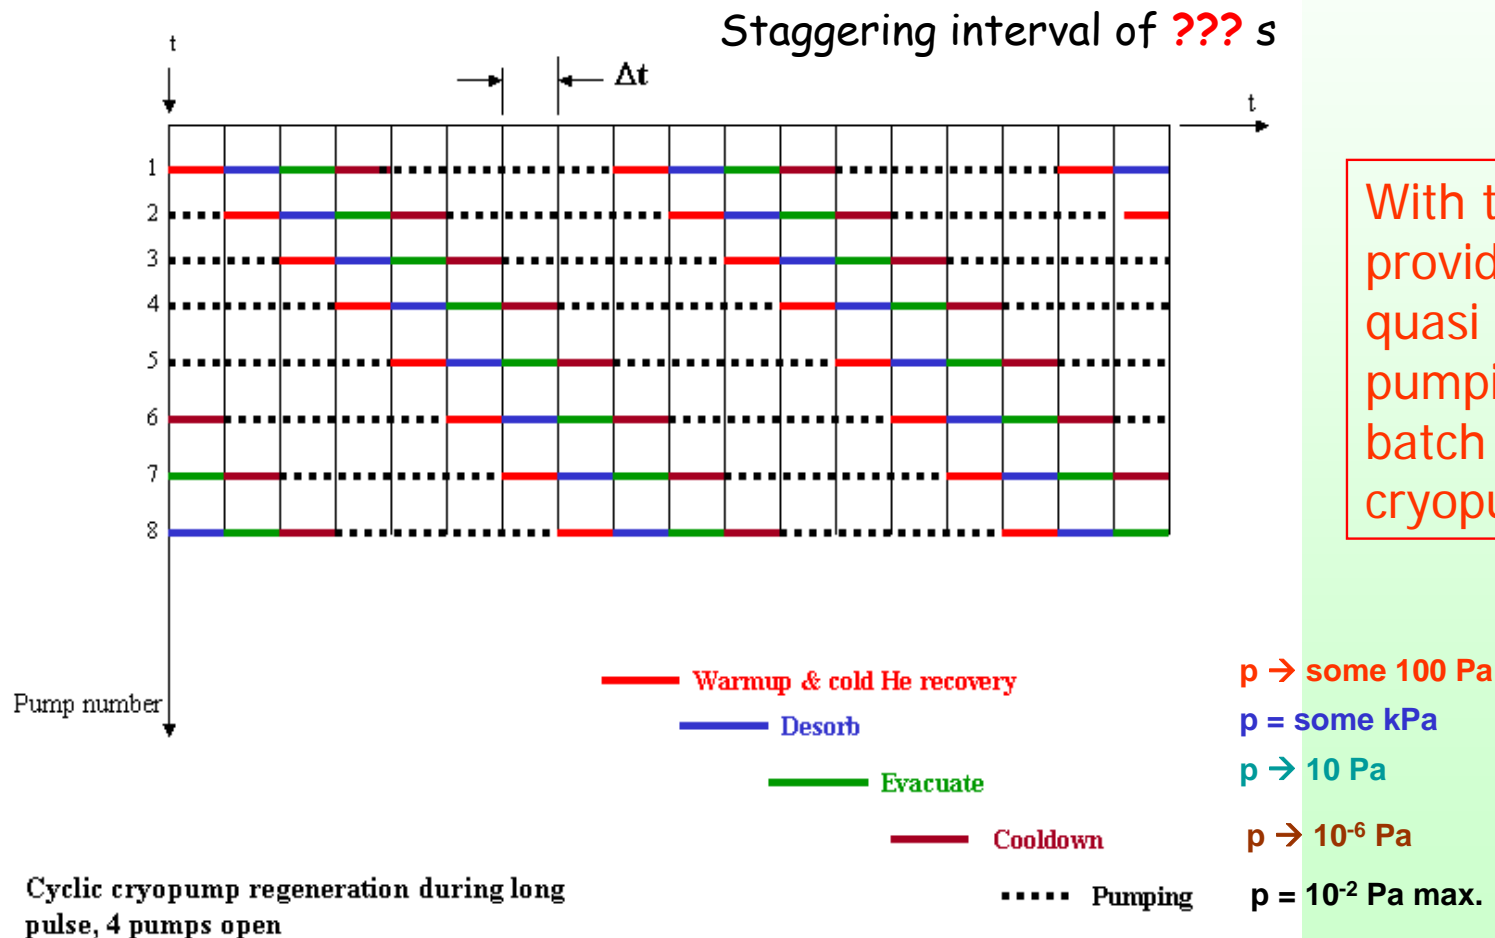 Staggering interval of ??? s
t
Δt
t
1
2
3
4
5
6
7
8
Pump number
With t
provid
quasi
pumpi
batch
cryopu
Warmup & cold He recovery
p → some 100 Pa
Desorb
p = some kPa
Evacuate
p → 10 Pa
Cooldown
p → 10⁻⁶ Pa
Pumping
p = 10⁻² Pa max.
Cyclic cryopump regeneration during long
pulse, 4 pumps open